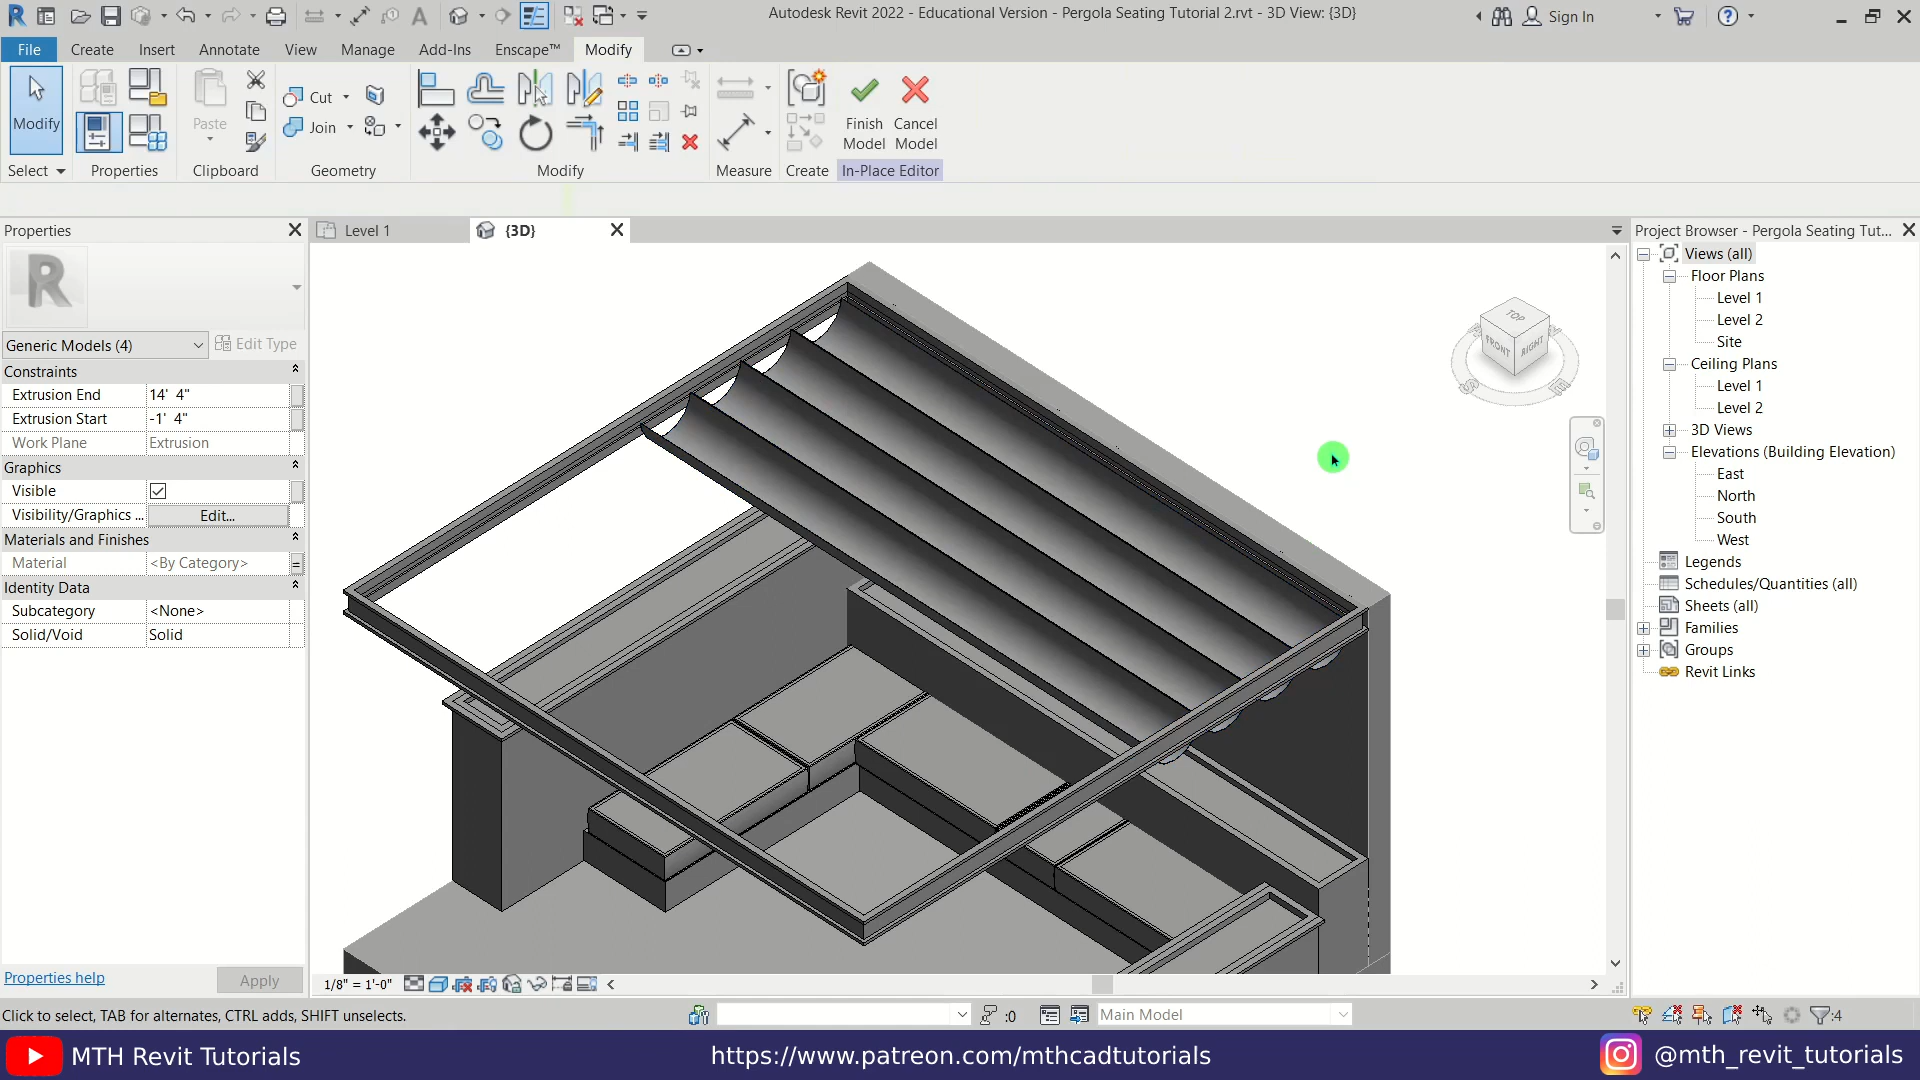 Autodesk Revit 2022 - Educational Version - Pergola Seating Tutorial 2.rvt - 3D View: {3D}
Sign In
File
Create
Insert
Annotate
View
Manage
Add-Ins
Enscape™
Modify
Modify
Paste
Cut
Join
Finish Model
Cancel Model
Select
Properties
Clipboard
Geometry
Modify
Measure
Create
In-Place Editor
Properties
Level 1
{3D}
Project Browser - Pergola Seating Tut...
Generic Models (4)
Edit Type
Constraints
Extrusion End 14' 4"
Extrusion Start -1' 4"
Work Plane Extrusion
Graphics
Visible
Visibility/Graphics ... Edit...
Materials and Finishes
Material <By Category>
Identity Data
Subcategory <None>
Solid/Void Solid
Properties help
Apply
TOP
FRONT
RIGHT
Views (all)
Floor Plans
Level 1
Level 2
Site
Ceiling Plans
Level 1
Level 2
3D Views
Elevations (Building Elevation)
East
North
South
West
Legends
Schedules/Quantities (all)
Sheets (all)
Families
Groups
Revit Links
1/8" = 1'-0"
Click to select, TAB for alternates, CTRL adds, SHIFT unselects.
:0
Main Model
:4
MTH Revit Tutorials
https://www.patreon.com/mthcadtutorials
@mth_revit_tutorials